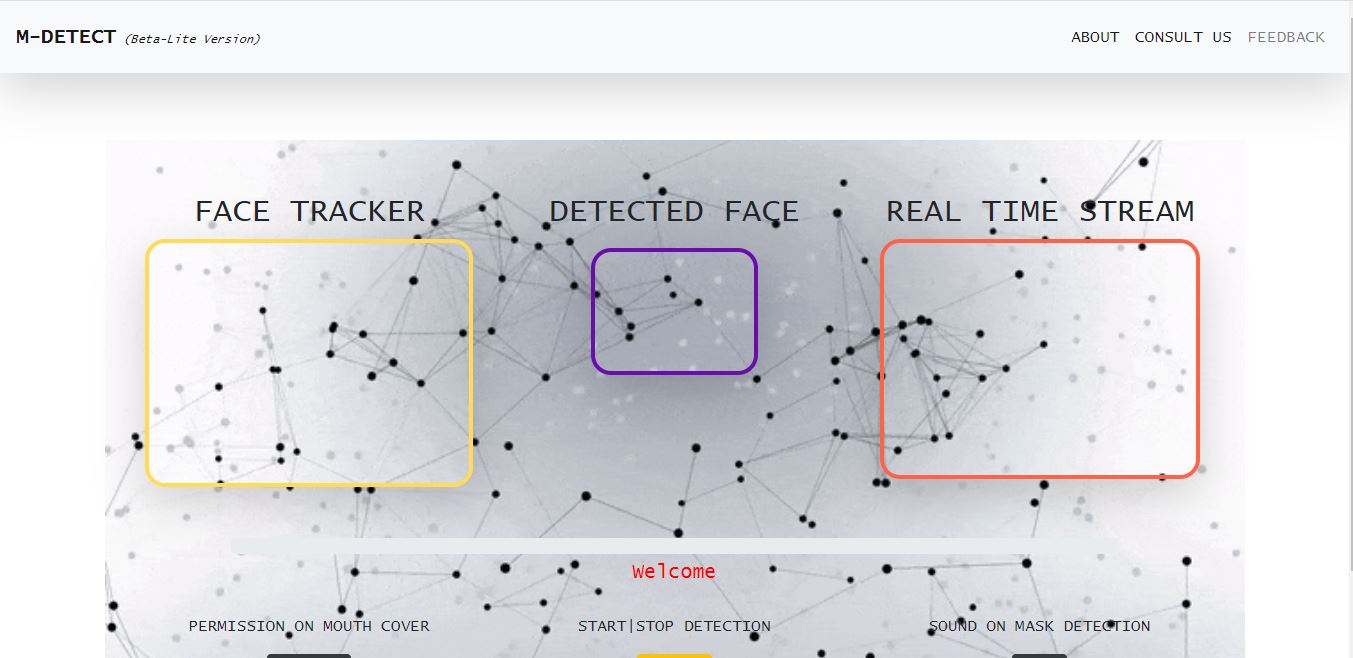 M-DETECT (Beta-Lite Version)
ABOUT CONSULT US FEEDBACK
FACE TRACKER
DETECTED FACE
REAL TIME STREAM
Welcome
PERMISSION ON MOUTH COVER
START|STOP DETECTION
SOUND ON MASK DETECTION